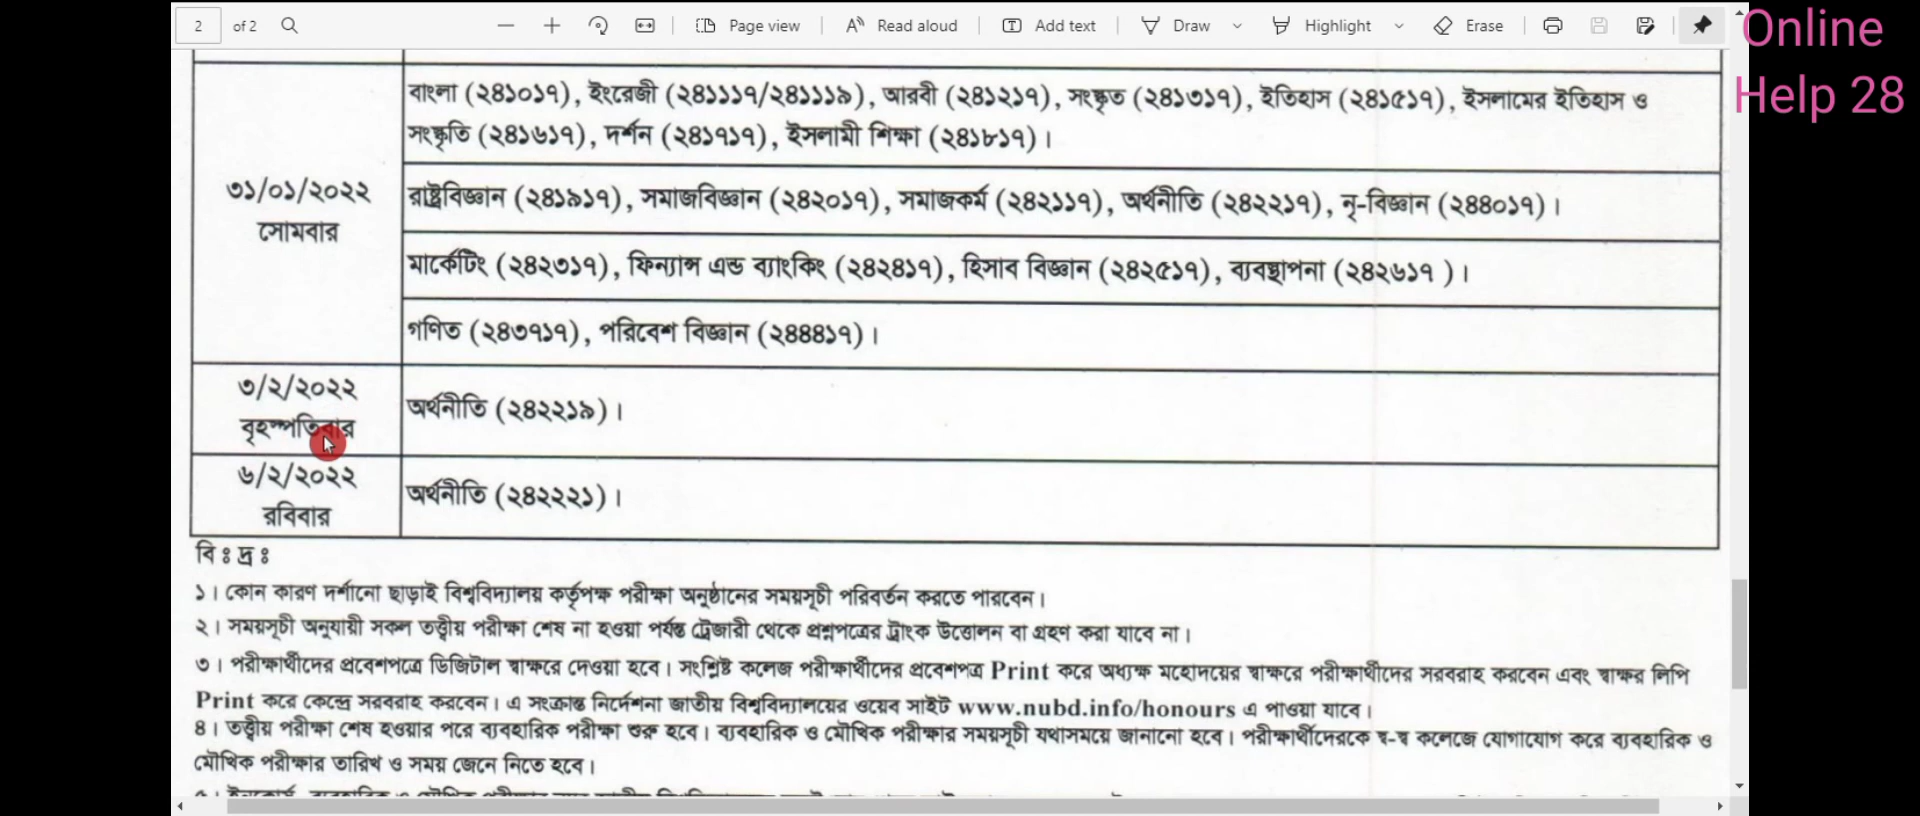 2 of 2 Page view Read aloud Add text Draw Highlight Erase
Online
Help 28
বাংলা (২৪১০১৭), ইংরেজী (২৪১১১৭/২৪১১১৯), আরবী (২৪১২১৭), সংস্কৃত (২৪১৩১৭), ইতিহাস (২৪১৫১৭), ইসলামের ইতিহাস ও
সংস্কৃতি (২৪১৬১৭), দর্শন (২৪১৭১৭), ইসলামী শিক্ষা (২৪১৮১৭)।
৩১/০১/২০২২
সোমবার
রাষ্ট্রবিজ্ঞান (২৪১৯১৭), সমাজবিজ্ঞান (২৪২০১৭), সমাজকর্ম (২৪২১১৭), অর্থনীতি (২৪২২১৭), নৃ-বিজ্ঞান (২৪৪০১৭)।
মার্কেটিং (২৪২৩১৭), ফিন্যান্স এন্ড ব্যাংকিং (২৪২৪১৭), হিসাব বিজ্ঞান (২৪২৫১৭), ব্যবস্থাপনা (২৪২৬১৭ )।
গণিত (২৪৩৭১৭), পরিবেশ বিজ্ঞান (২৪৪৪১৭)।
৩/২/২০২২
বৃহস্পতিবার
অর্থনীতি (২৪২২১৯)।
৬/২/২০২২
রবিবার
অর্থনীতি (২৪২২২১)।
বি ঃ দ্র ঃ
১। কোন কারণ দর্শানো ছাড়াই বিশ্ববিদ্যালয় কর্তৃপক্ষ পরীক্ষা অনুষ্ঠানের সময়সূচী পরিবর্তন করতে পারবেন।
২। সময়সূচী অনুযায়ী সকল তত্ত্বীয় পরীক্ষা শেষ না হওয়া পর্যন্ত ট্রেজারী থেকে প্রশ্নপত্রের ট্রাংক উত্তোলন বা গ্রহণ করা যাবে না।
৩। পরীক্ষার্থীদের প্রবেশপত্রে ডিজিটাল স্বাক্ষরে দেওয়া হবে। সংশ্লিষ্ট কলেজ পরীক্ষার্থীদের প্রবেশপত্র Print করে অধ্যক্ষ মহোদয়ের স্বাক্ষরে পরীক্ষার্থীদের সরবরাহ করবেন এবং স্বাক্ষর লিপি
Print করে কেন্দ্রে সরবরাহ করবেন। এ সংক্রান্ত নির্দেশনা জাতীয় বিশ্ববিদ্যালয়ের ওয়েব সাইট www.nubd.info/honours এ পাওয়া যাবে।
৪। তত্ত্বীয় পরীক্ষা শেষ হওয়ার পরে ব্যবহারিক পরীক্ষা শুরু হবে। ব্যবহারিক ও মৌখিক পরীক্ষার সময়সূচী যথাসময়ে জানানো হবে। পরীক্ষার্থীদেরকে স্ব-স্ব কলেজে যোগাযোগ করে ব্যবহারিক ও
মৌখিক পরীক্ষার তারিখ ও সময় জেনে নিতে হবে।